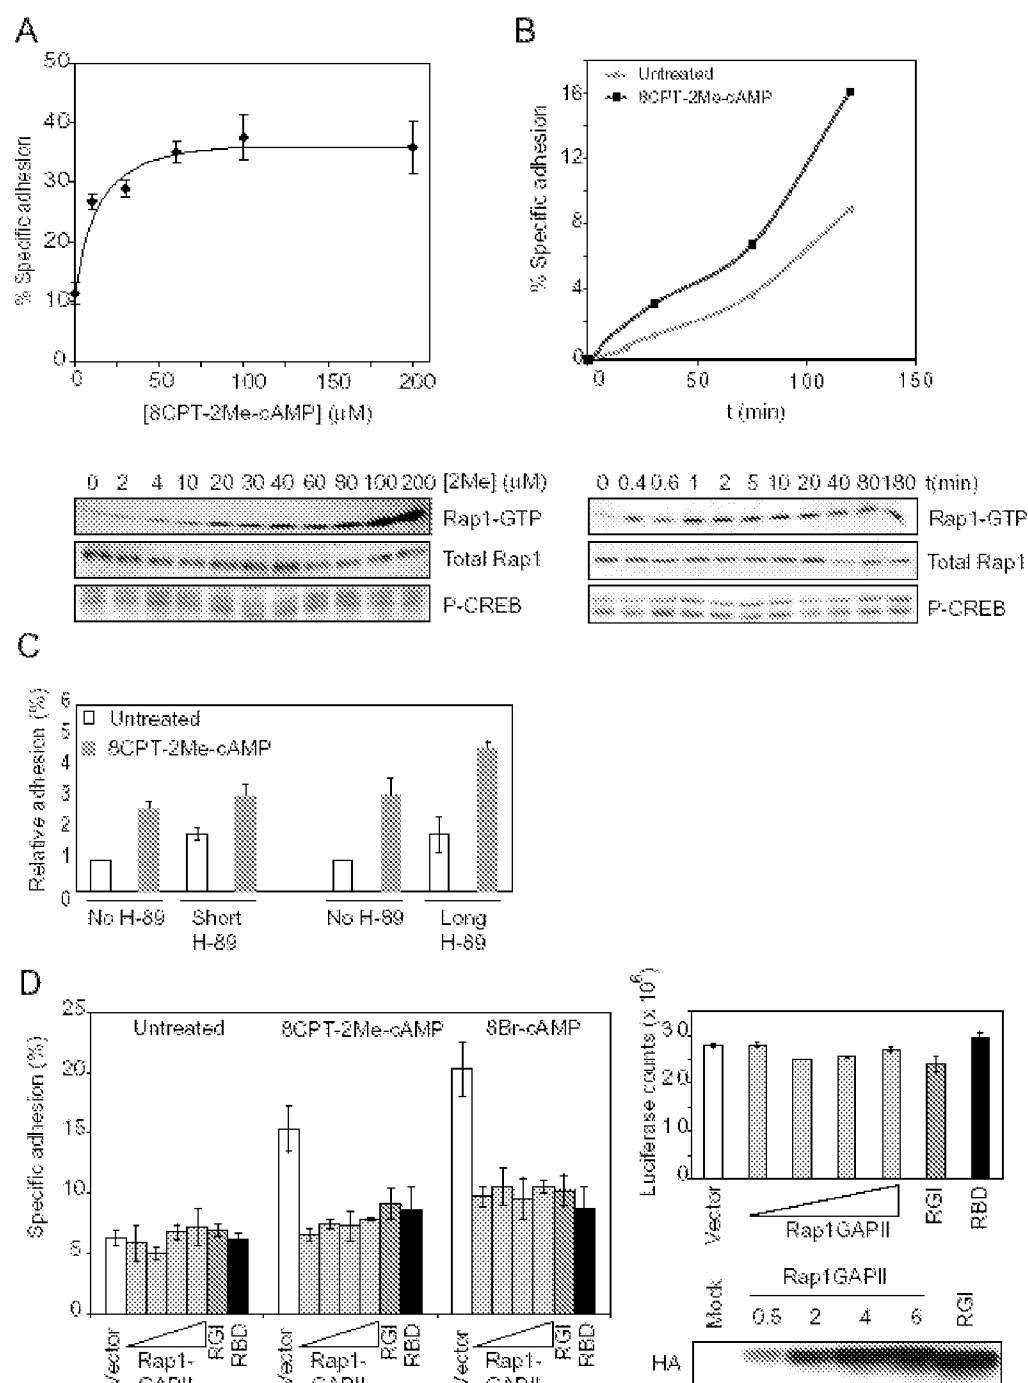 A
50
40
30
20
10
0
% Specific adhesion
0 50 100 150 200
[8CPT-2Me-cAMP] (µM)
B
Untreated
8CPT-2Me-cAMP
16
12
8
4
0
% Specific adhesion
0 50 100 150
t (min)
0 2 4 10 20 30 40 60 80 100 200 [2Me] (µM)
Rap1-GTP
Total Rap1
P-CREB
0 0.4 0.6 1 2 5 10 20 40 80 180 t(min)
Rap1-GTP
Total Rap1
P-CREB
C
Relative adhesion (%)
6
5
4
3
2
1
0
Untreated
8CPT-2Me-cAMP
No H-89
Short
H-89
No H-89
Long
H-89
D
Specific adhesion (%)
25
20
15
10
5
0
Untreated
8CPT-2Me-cAMP
8Br-cAMP
Vector
Rap1-
GAPII
RGI
RBD
Vector
Rap1-
GAPII
RGI
RBD
Vector
Rap1-
GAPII
RGI
RBD
Luciferase counts (x 10⁶)
30
20
10
0
Vector
Rap1GAPII
RGI
RBD
Mock
Rap1GAPII
0.5 2 4 6
RGI
HA